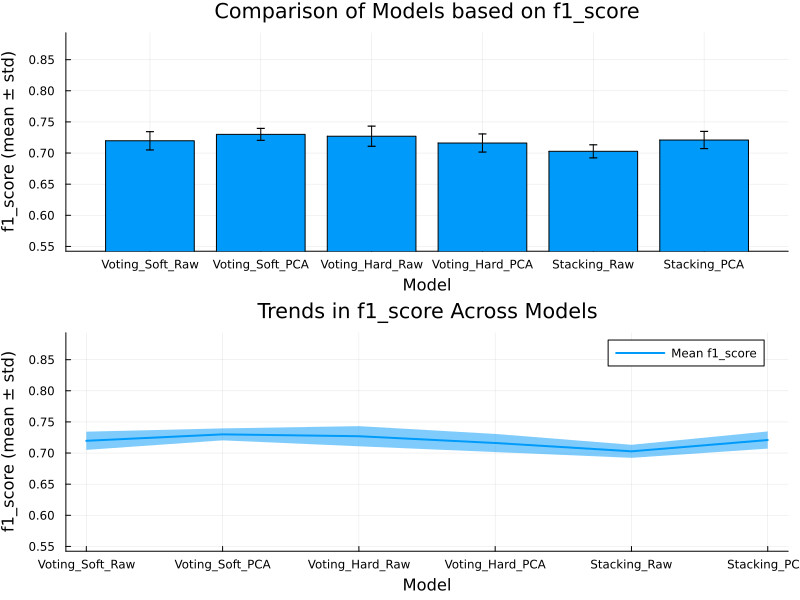 Comparison of Models based on f1_score
f1_score (mean ± std)
0.85
0.80
0.75
0.70
0.65
0.60
0.55
Voting_Soft_Raw Voting_Soft_PCA Voting_Hard_Raw Voting_Hard_PCA Stacking_Raw Stacking_PCA
Model
Trends in f1_score Across Models
f1_score (mean ± std)
Mean f1_score
0.85
0.80
0.75
0.70
0.65
0.60
0.55
Voting_Soft_Raw Voting_Soft_PCA Voting_Hard_Raw Voting_Hard_PCA Stacking_Raw Stacking_PC
Model